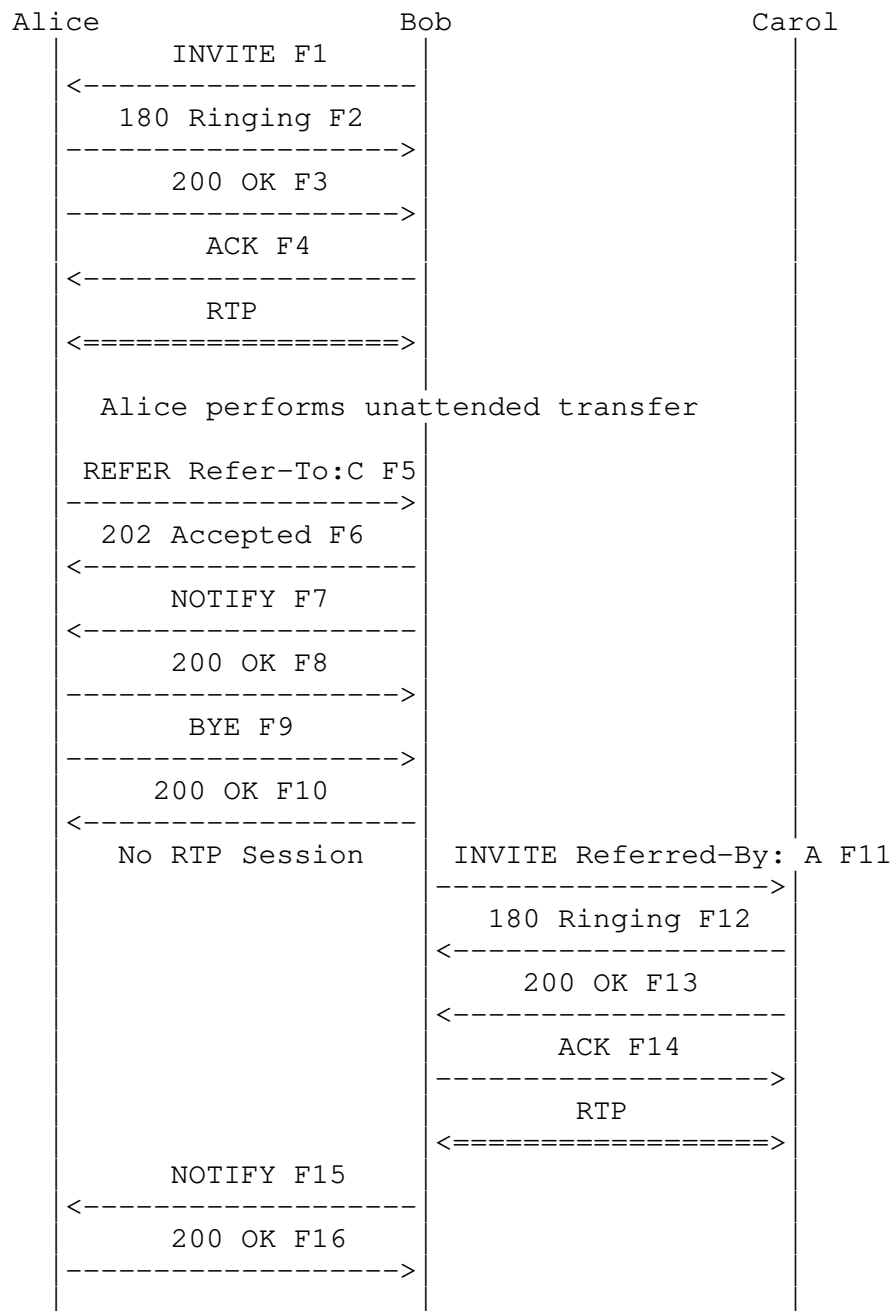 Alice Bob Carol
INVITE F1
180 Ringing F2
200 OK F3
ACK F4
RTP
Alice performs unattended transfer
REFER Refer-To:C F5
202 Accepted F6
NOTIFY F7
200 OK F8
BYE F9
200 OK F10
No RTP Session INVITE Referred-By: A F11
180 Ringing F12
200 OK F13
ACK F14
RTP
NOTIFY F15
200 OK F16